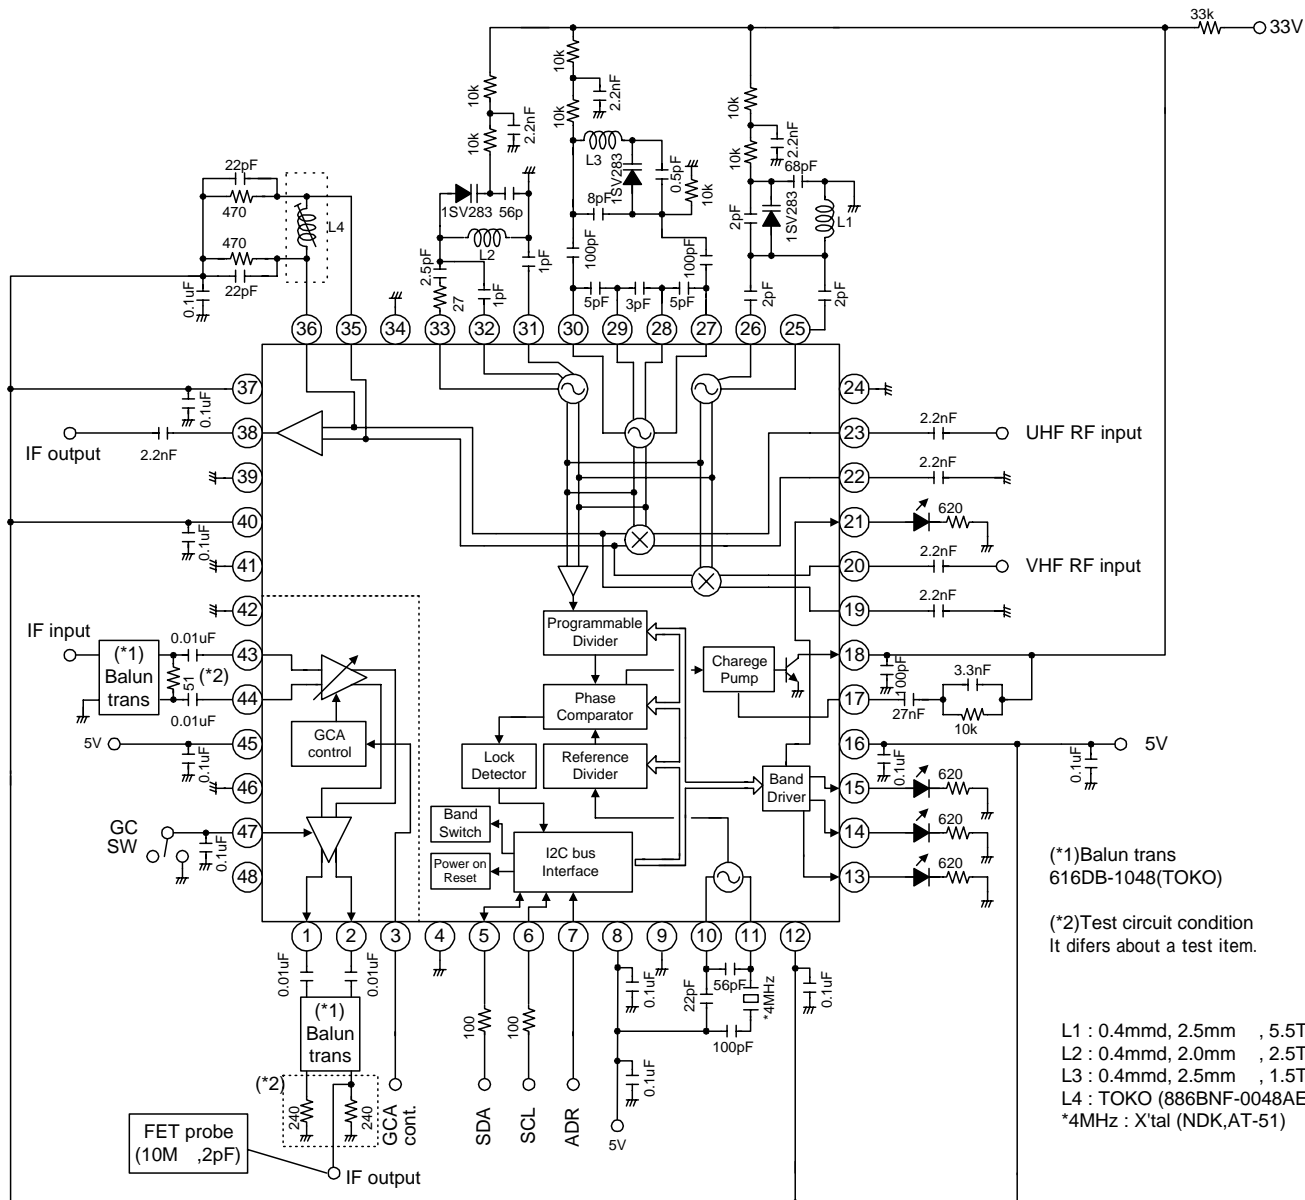 33k
33V
10k
2.2nF
10k
10k
2.2nF
10k
10k
2.2nF
10k
68pF
22pF
470
L4
470
22pF
0.1uF
1SV283
56p
L2
2.5pF
27
1pF
1pF
L3
1SV283
0.5pF
10k
8pF
100pF
100pF
5pF
3pF
5pF
2pF
1SV283
L1
2pF
2pF
36
35
34
33
32
31
30
29
28
27
26
25
37
0.1uF
38
IF output
2.2nF
39
40
0.1uF
41
42
IF input
(*1)
Balun
trans
0.01uF
51
(*2)
0.01uF
43
44
5V
0.1uF
45
46
GC
SW
0.1uF
47
48
24
23
2.2nF
UHF RF input
22
2.2nF
21
620
20
2.2nF
VHF RF input
19
2.2nF
18
100pF
3.3nF
17
27nF
10k
16
0.1uF
0.1uF
5V
15
620
14
620
13
620
GCA
control
Programmable
Divider
Charege
Pump
Phase
Comparator
Lock
Detector
Reference
Divider
Band
Driver
Band
Switch
I2C bus
Interface
Power on
Reset
1
2
3
4
5
6
7
8
9
10
11
12
0.01uF
0.01uF
(*1)
Balun
trans
(*2)
240
240
GCA
cont.
100
SDA
100
SCL
ADR
0.1uF
0.1uF
5V
22pF
56pF
100pF
*4MHz
0.1uF
FET probe
(10M ,2pF)
IF output
(*1)Balun trans
616DB-1048(TOKO)
(*2)Test circuit condition
It difers about a test item.
L1 : 0.4mmd, 2.5mm , 5.5T
L2 : 0.4mmd, 2.0mm , 2.5T
L3 : 0.4mmd, 2.5mm , 1.5T
L4 : TOKO (886BNF-0048AE
*4MHz : X'tal (NDK,AT-51)